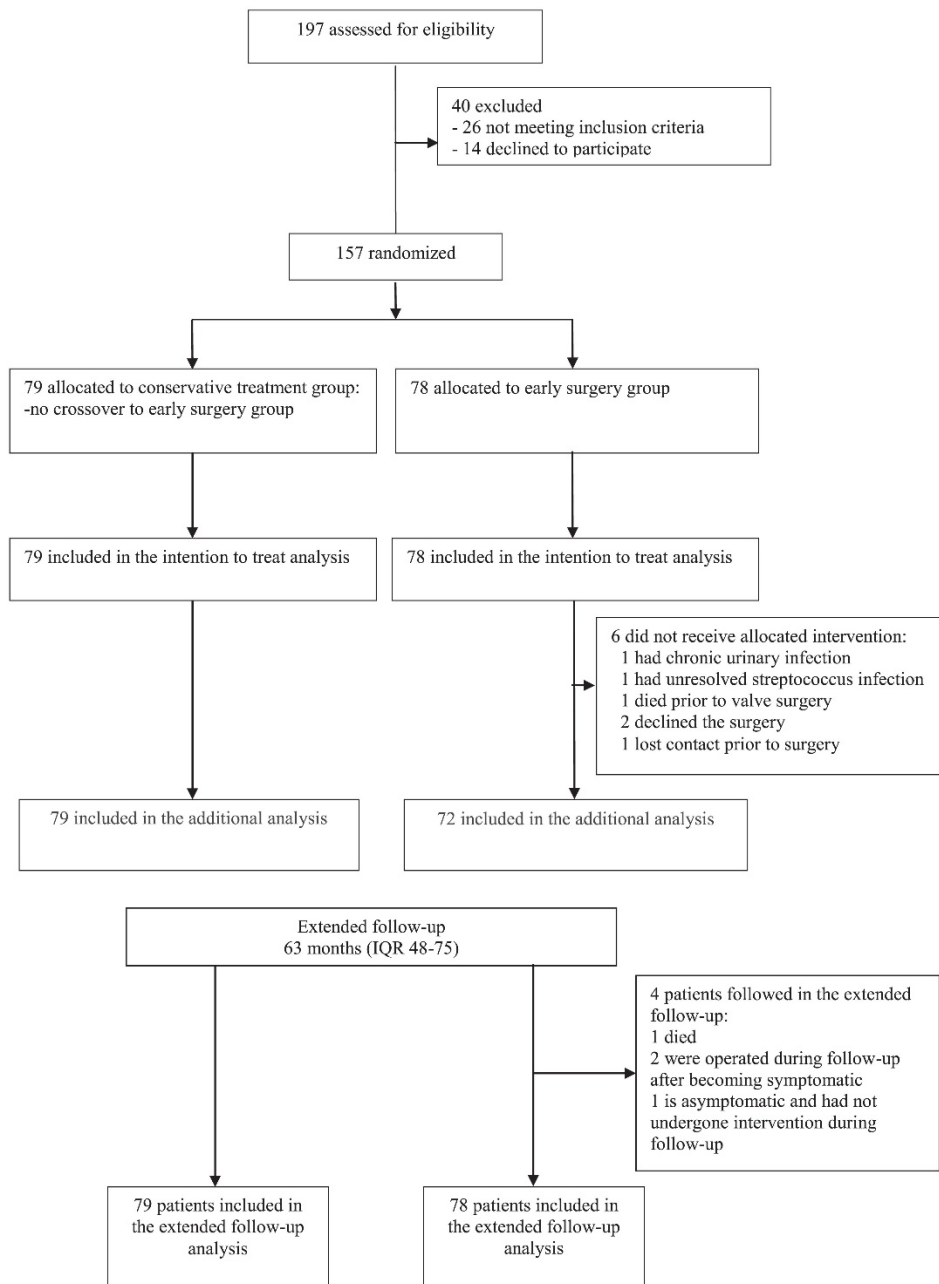 197 assessed for eligibility
40 excluded
- 26 not meeting inclusion criteria
- 14 declined to participate
157 randomized
79 allocated to conservative treatment group:
-no crossover to early surgery group
78 allocated to early surgery group
79 included in the intention to treat analysis
78 included in the intention to treat analysis
6 did not receive allocated intervention:
1 had chronic urinary infection
1 had unresolved streptococcus infection
1 died prior to valve surgery
2 declined the surgery
1 lost contact prior to surgery
79 included in the additional analysis
72 included in the additional analysis
Extended follow-up
63 months (IQR 48-75)
4 patients followed in the extended
follow-up:
1 died
2 were operated during follow-up
after becoming symptomatic
1 is asymptomatic and had not
undergone intervention during
follow-up
79 patients included in
the extended follow-up
analysis
78 patients included in
the extended follow-up
analysis